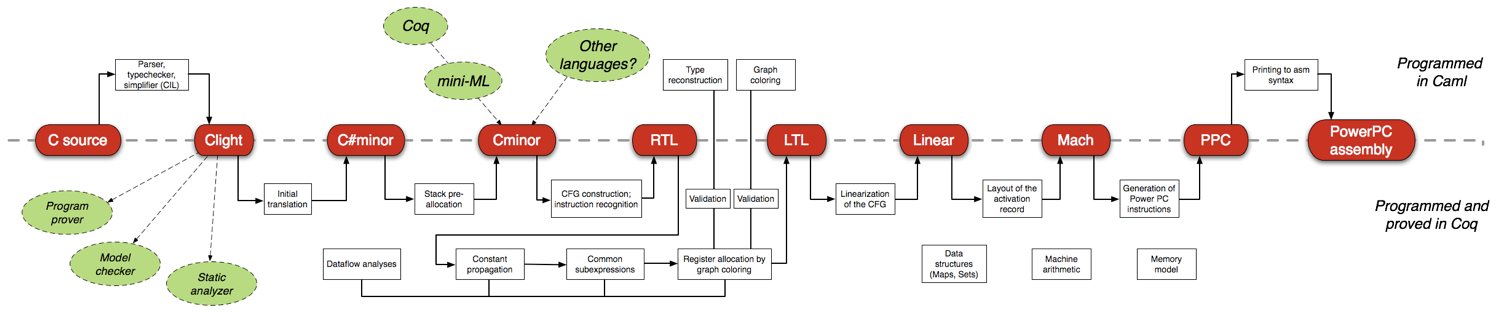 Coq
Other
languages?
mini-ML
Parser,
typechecker,
simplifier (CIL)
Type
reconstruction
Graph
coloring
Printing to asm
syntax
Programmed
in Caml
C source
Clight
C#minor
Cminor
RTL
LTL
Linear
Mach
PPC
PowerPC
assembly
Initial
translation
Stack pre-
allocation
CFG construction;
instruction recognition
Validation
Validation
Linearization
of the CFG
Layout of the
activation
record
Generation of
Power PC
instructions
Programmed and
proved in Coq
Program
prover
Model
checker
Static
analyzer
Dataflow analyses
Constant
propagation
Common
subexpressions
Register allocation by
graph coloring
Data
structures
(Maps, Sets)
Machine
arithmetic
Memory
model